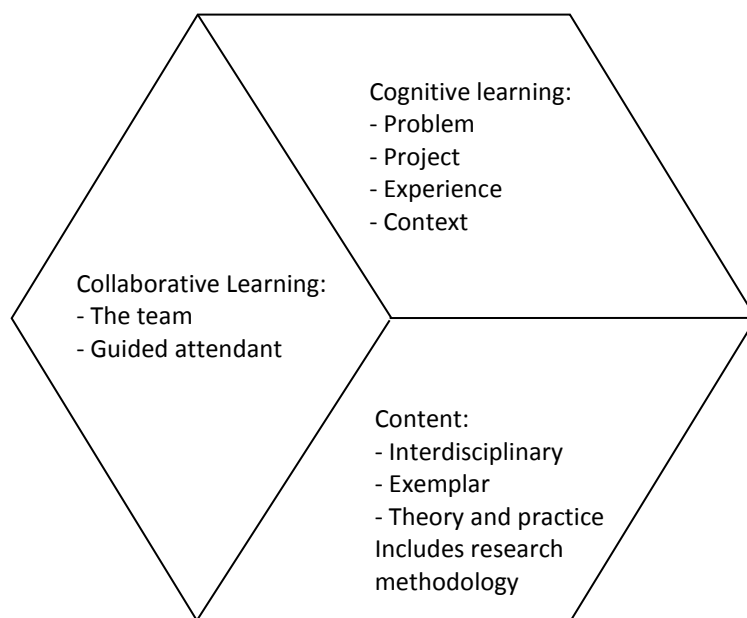 Cognitive learning:
- Problem
- Project
- Experience
- Context
Collaborative Learning:
- The team
- Guided attendant
Content:
- Interdisciplinary
- Exemplar
- Theory and practice
Includes research
methodology